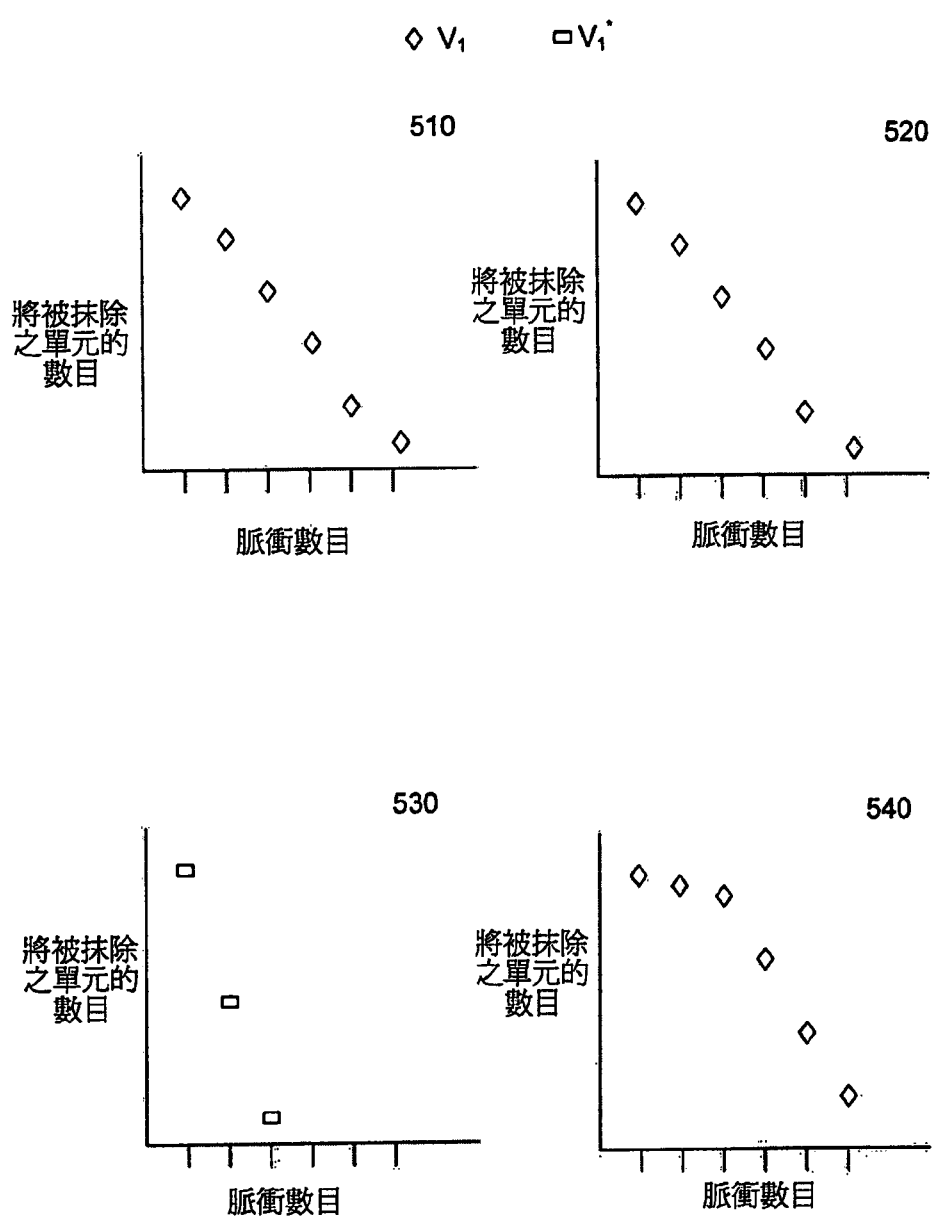 ◇ V₁ ▭ V₁*
510
將被抹除
之單元的
數目
脈衝數目
520
將被抹除
之單元的
數目
脈衝數目
530
將被抹除
之單元的
數目
脈衝數目
540
將被抹除
之單元的
數目
脈衝數目